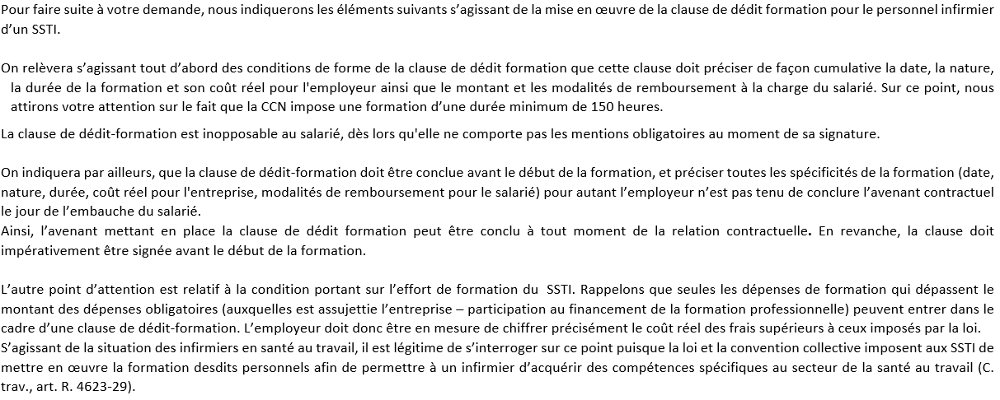 Pour faire suite à votre demande, nous indiquerons les éléments suivants s’agissant de la mise en œuvre de la clause de dédit formation pour le personnel infirmier
d’un SSTI.
On relèvera s’agissant tout d’abord des conditions de forme de la clause de dédit formation que cette clause doit préciser de façon cumulative la date, la nature,
la durée de la formation et son coût réel pour l'employeur ainsi que le montant et les modalités de remboursement à la charge du salarié. Sur ce point, nous
attirons votre attention sur le fait que la CCN impose une formation d’une durée minimum de 150 heures.
La clause de dédit-formation est inopposable au salarié, dès lors qu'elle ne comporte pas les mentions obligatoires au moment de sa signature.
On indiquera par ailleurs, que la clause de dédit-formation doit être conclue avant le début de la formation, et préciser toutes les spécificités de la formation (date,
nature, durée, coût réel pour l'entreprise, modalités de remboursement pour le salarié) pour autant l’employeur n’est pas tenu de conclure l’avenant contractuel
le jour de l’embauche du salarié.
Ainsi, l’avenant mettant en place la clause de dédit formation peut être conclu à tout moment de la relation contractuelle. En revanche, la clause doit
impérativement être signée avant le début de la formation.
L’autre point d’attention est relatif à la condition portant sur l’effort de formation du SSTI. Rappelons que seules les dépenses de formation qui dépassent le
montant des dépenses obligatoires (auxquelles est assujettie l’entreprise – participation au financement de la formation professionnelle) peuvent entrer dans le
cadre d’une clause de dédit-formation. L’employeur doit donc être en mesure de chiffrer précisément le coût réel des frais supérieurs à ceux imposés par la loi.
S’agissant de la situation des infirmiers en santé au travail, il est légitime de s’interroger sur ce point puisque la loi et la convention collective imposent aux SSTI de
mettre en œuvre la formation desdits personnels afin de permettre à un infirmier d’acquérir des compétences spécifiques au secteur de la santé au travail (C.
trav., art. R. 4623-29).